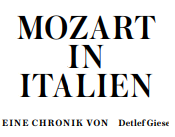 MOZART
IN
ITALIEN
EINE CHRONIK VON Detlef Giese